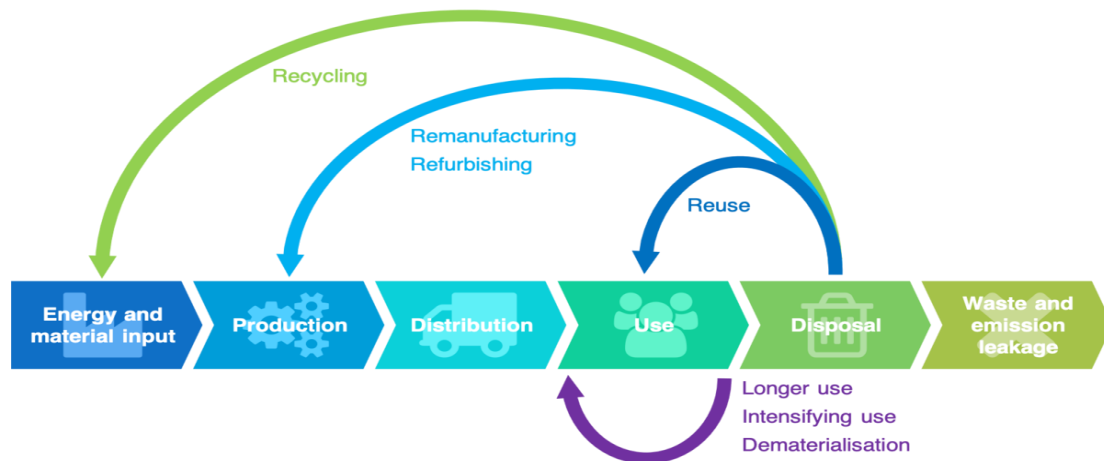 Recycling
Remanufacturing
Refurbishing
Reuse
Energy and
material input
Production
Distribution
Use
Disposal
Waste and
emission
leakage
Longer use
Intensifying use
Dematerialisation